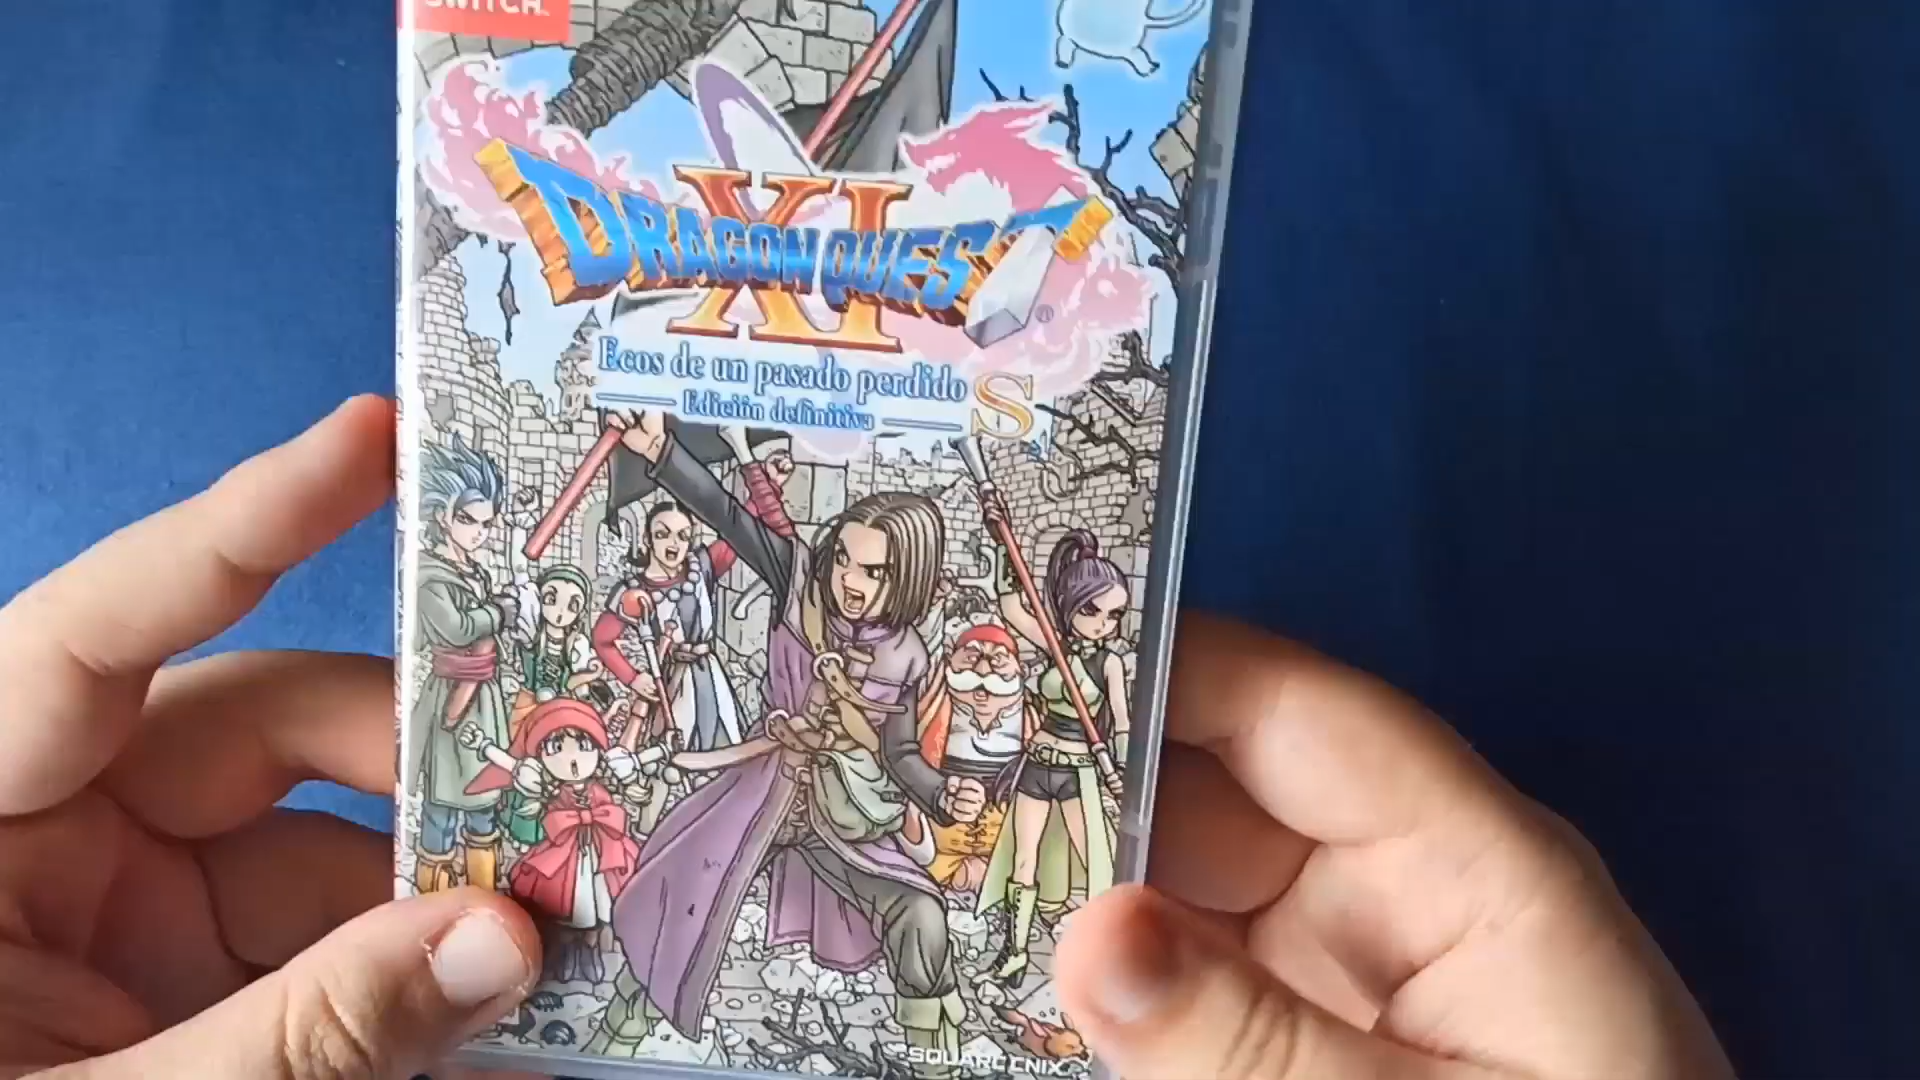 SWITCH
XI
DRAGON QUEST
Ecos de un pasado perdido S
Edición definitiva
SQUARE ENIX